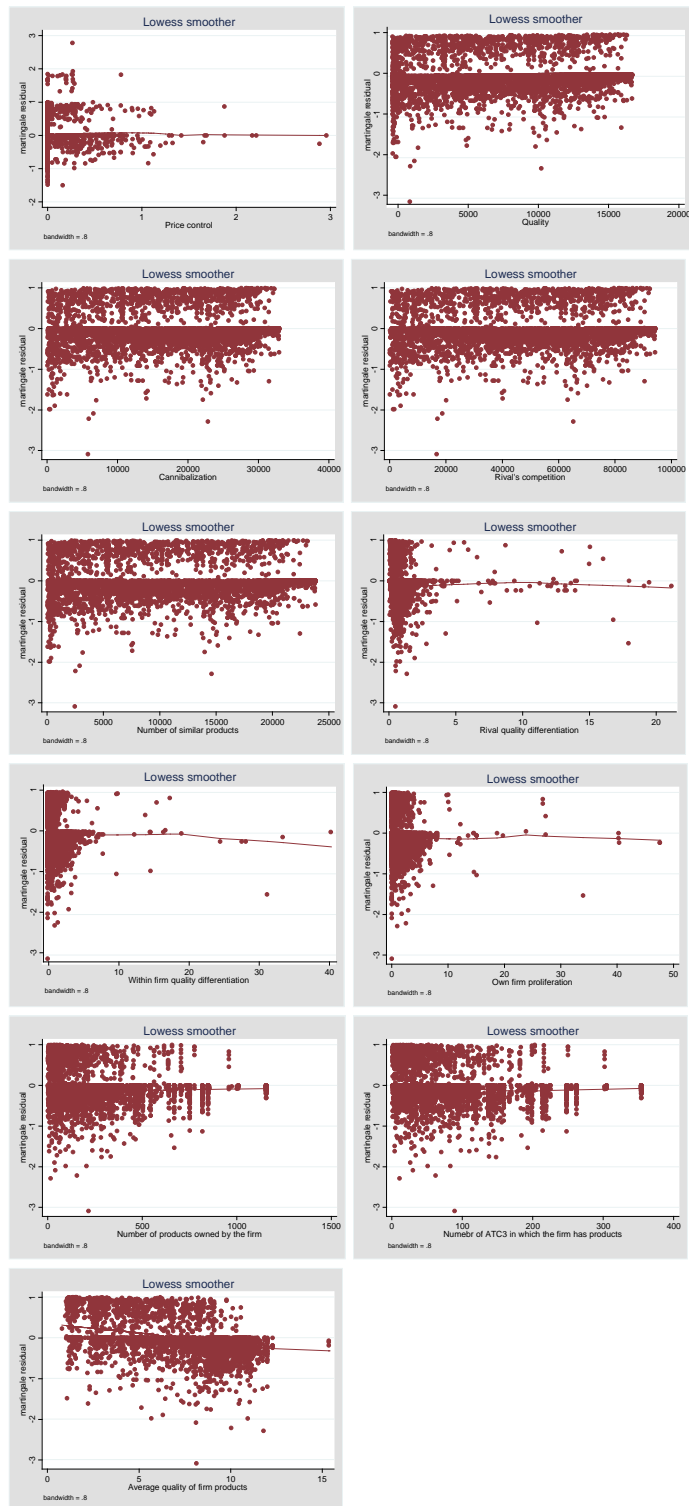 Lowess smoother
martingale residual
3
2
1
0
-1
-2
0
1
2
3
Price control
bandwidth = .8
Lowess smoother
martingale residual
1
0
-1
-2
-3
0
5000
10000
15000
20000
Quality
bandwidth = .8
Lowess smoother
martingale residual
1
0
-1
-2
-3
0
10000
20000
30000
40000
Cannibalization
bandwidth = .8
Lowess smoother
martingale residual
1
0
-1
-2
-3
0
20000
40000
60000
80000
100000
Rival's competition
bandwidth = .8
Lowess smoother
martingale residual
1
0
-1
-2
-3
0
5000
10000
15000
20000
25000
Number of similar products
bandwidth = .8
Lowess smoother
martingale residual
1
0
-1
-2
-3
0
5
10
15
20
Rival quality differentiation
bandwidth = .8
Lowess smoother
martingale residual
1
0
-1
-2
-3
0
10
20
30
40
Within firm quality differentiation
bandwidth = .8
Lowess smoother
martingale residual
1
0
-1
-2
-3
0
10
20
30
40
50
Own firm proliferation
bandwidth = .8
Lowess smoother
martingale residual
1
0
-1
-2
-3
0
500
1000
1500
Number of products owned by the firm
bandwidth = .8
Lowess smoother
martingale residual
1
0
-1
-2
-3
0
100
200
300
400
Numebr of ATC3 in which the firm has products
bandwidth = .8
Lowess smoother
martingale residual
1
0
-1
-2
-3
0
5
10
15
Average quality of firm products
bandwidth = .8